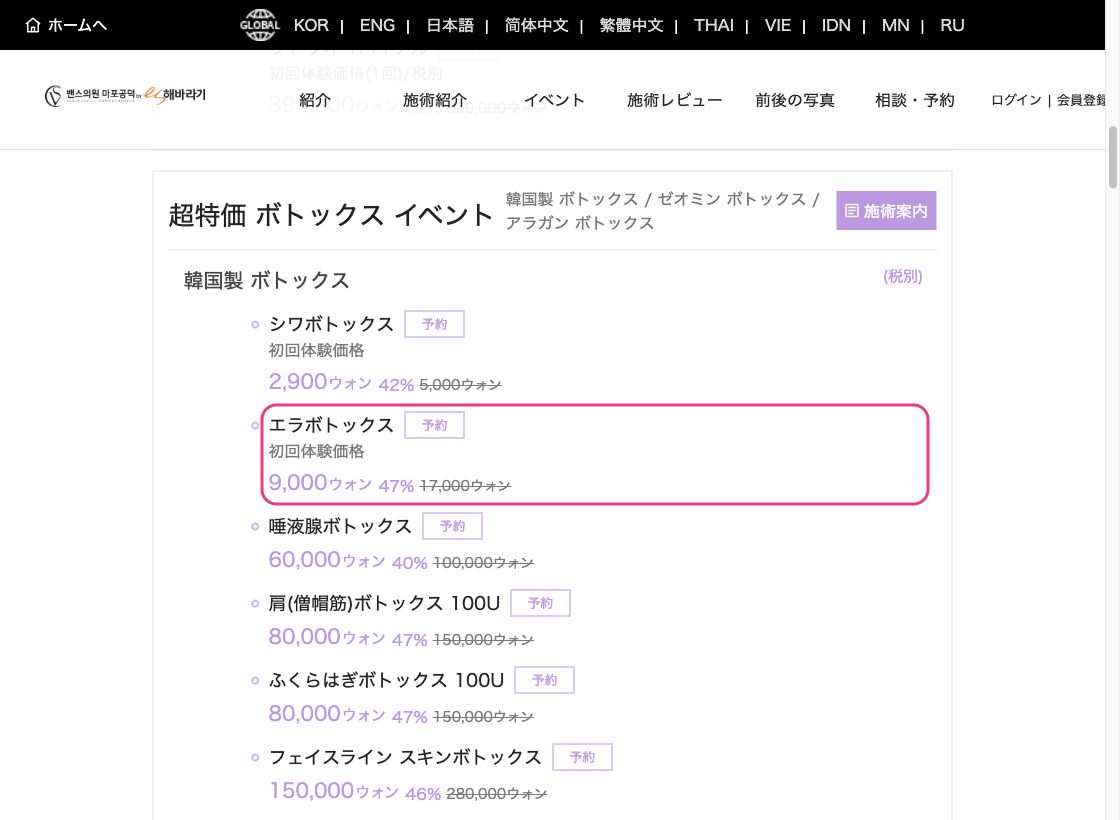 ホームへ
GLOBAL KOR | ENG | 日本語 | 简体中文 | 繁體中文 | THAI | VIE | IDN | MN | RU
初回体験価格(1回)/税別
밴스의원 마포공덕 by 해바라기
紹介 施術紹介 イベント 施術レビュー 前後の写真 相談・予約 ログイン | 会員登録
超特価 ボトックス イベント
韓国製 ボトックス / ゼオミン ボトックス /
アラガン ボトックス
施術案内
韓国製 ボトックス
(税別)
シワボトックス 予約
初回体験価格
2,900ウォン 42% 5,000ウォン
エラボトックス 予約
初回体験価格
9,000ウォン 47% 17,000ウォン
唾液腺ボトックス 予約
60,000ウォン 40% 100,000ウォン
肩(僧帽筋)ボトックス 100U 予約
80,000ウォン 47% 150,000ウォン
ふくらはぎボトックス 100U 予約
80,000ウォン 47% 150,000ウォン
フェイスライン スキンボトックス 予約
150,000ウォン 46% 280,000ウォン